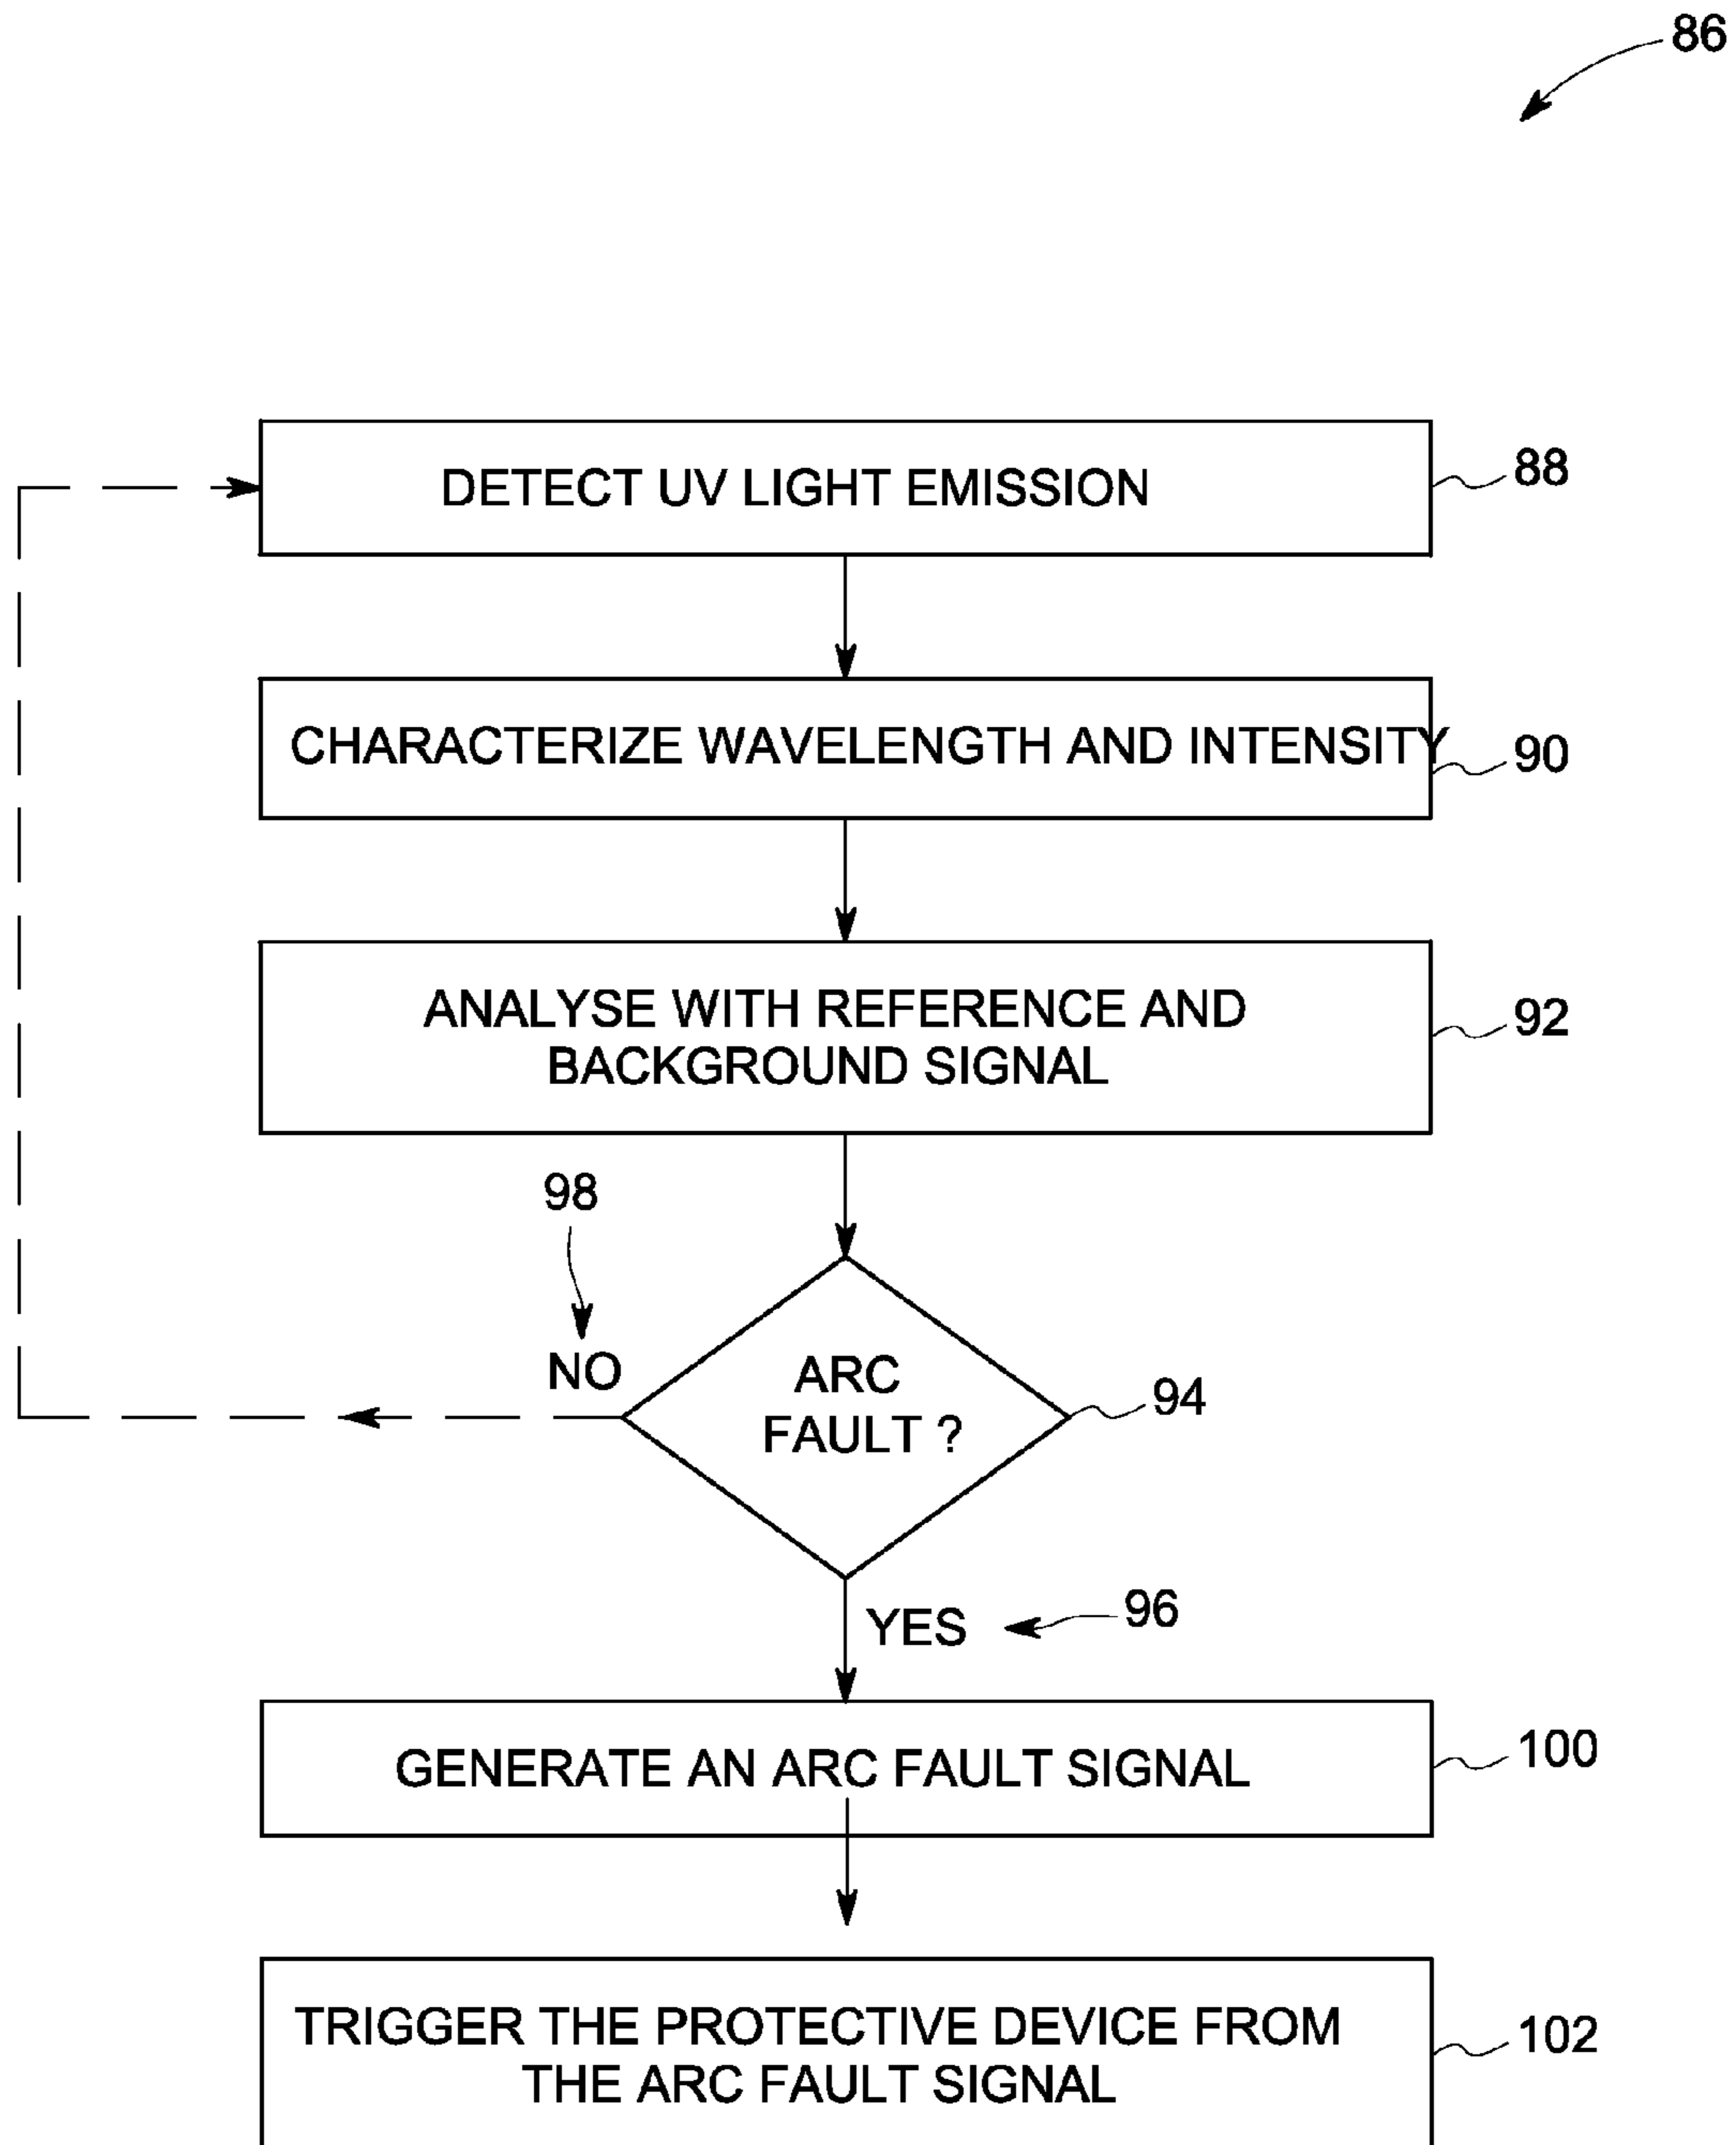 86
DETECT UV LIGHT EMISSION
88
CHARACTERIZE WAVELENGTH AND INTENSITY
90
ANALYSE WITH REFERENCE AND
BACKGROUND SIGNAL
92
98
NO
ARC
FAULT ?
94
YES
96
GENERATE AN ARC FAULT SIGNAL
100
TRIGGER THE PROTECTIVE DEVICE FROM
THE ARC FAULT SIGNAL
102